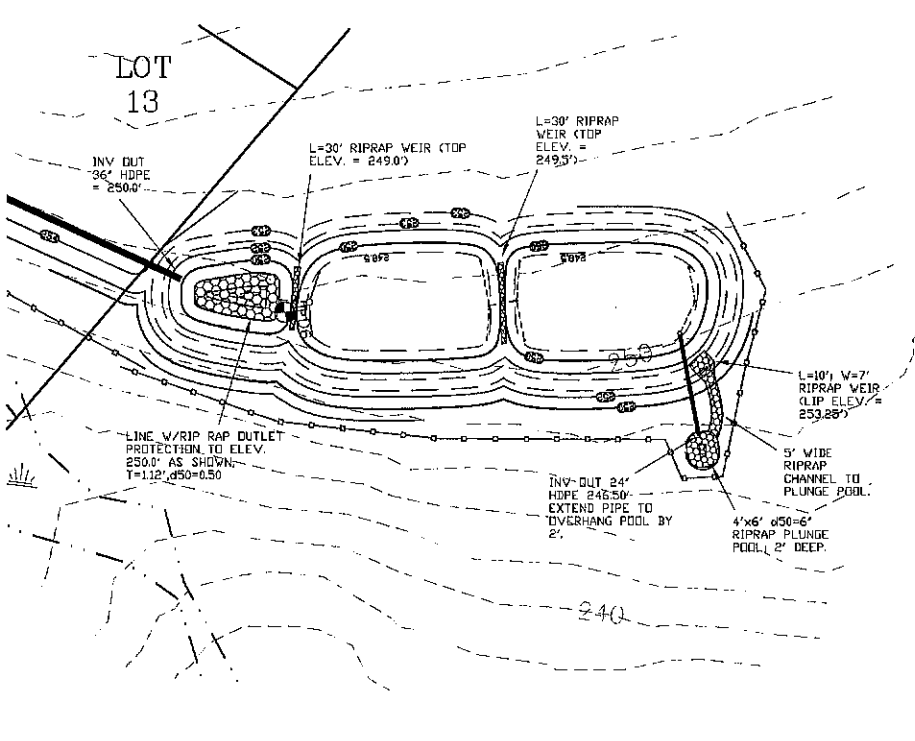 LOT
13
INV OUT
36" HDPE
= 250.0'
L=30' RIPRAP WEIR (TOP
ELEV. = 249.0')
L=30' RIPRAP
WEIR (TOP
ELEV. =
249.5')
248.5
248.5
250
L=10'; W=7'
RIPRAP WEIR
(LIP ELEV. =
253.25')
LINE W/RIP RAP OUTLET
PROTECTION TO ELEV.
250.0' AS SHOWN.
T=1.12', d50=0.50
INV OUT 24"
HDPE 246.50'
EXTEND PIPE TO
OVERHANG POOL BY
2'.
5' WIDE
RIPRAP
CHANNEL TO
PLUNGE POOL.
4'x6' d50=6"
RIPRAP PLUNGE
POOL, 2' DEEP.
240